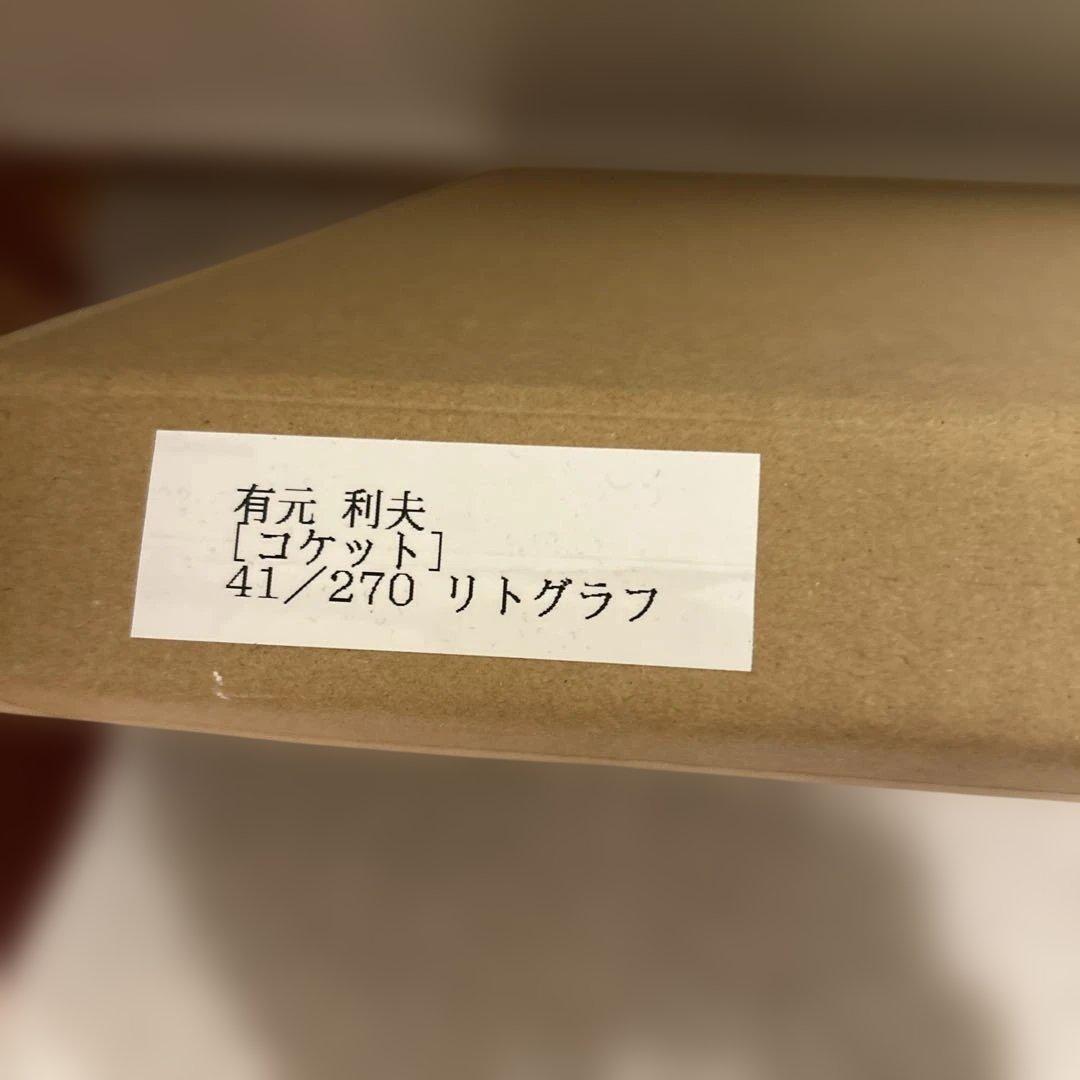 有元 利夫
[コケット]
41/270 リトグラフ